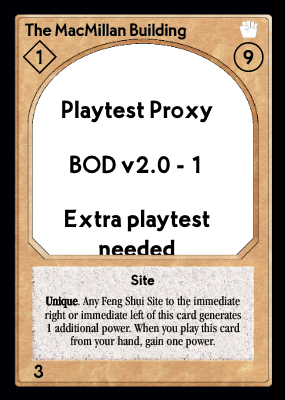 The MacMillan Building
1
9
Playtest Proxy
BOD v2.0 - 1
Extra playtest
needed
Site
Unique. Any Feng Shui Site to the immediate
right or immediate left of this card generates
1 additional power. When you play this card
from your hand, gain one power.
3